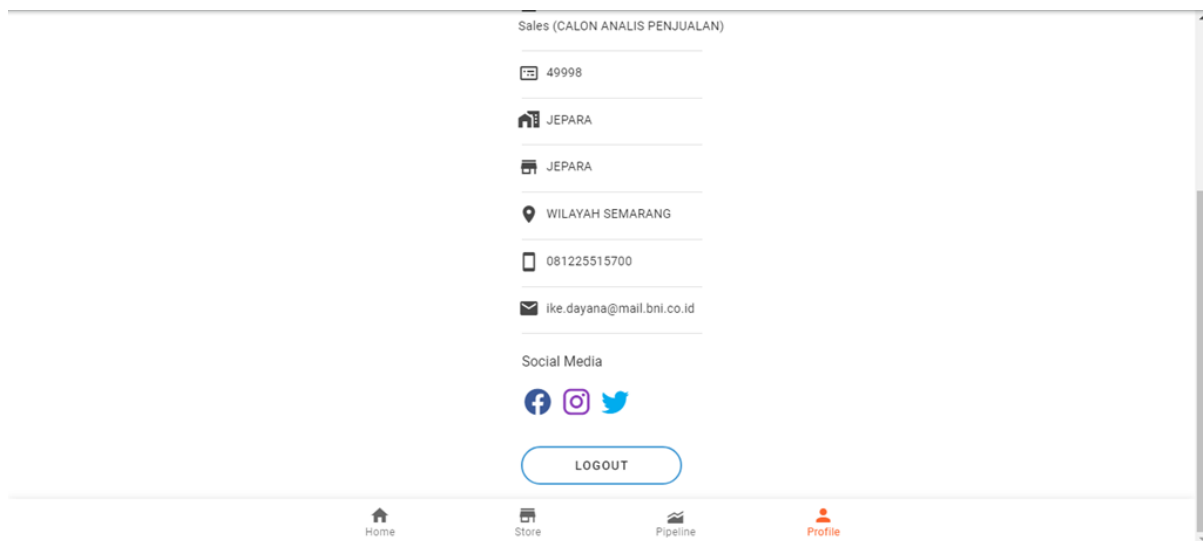 Sales (CALON ANALIS PENJUALAN)
49998
JEPARA
JEPARA
WILAYAH SEMARANG
081225515700
ike.dayana@mail.bni.co.id
Social Media
LOGOUT
Home
Store
Pipeline
Profile